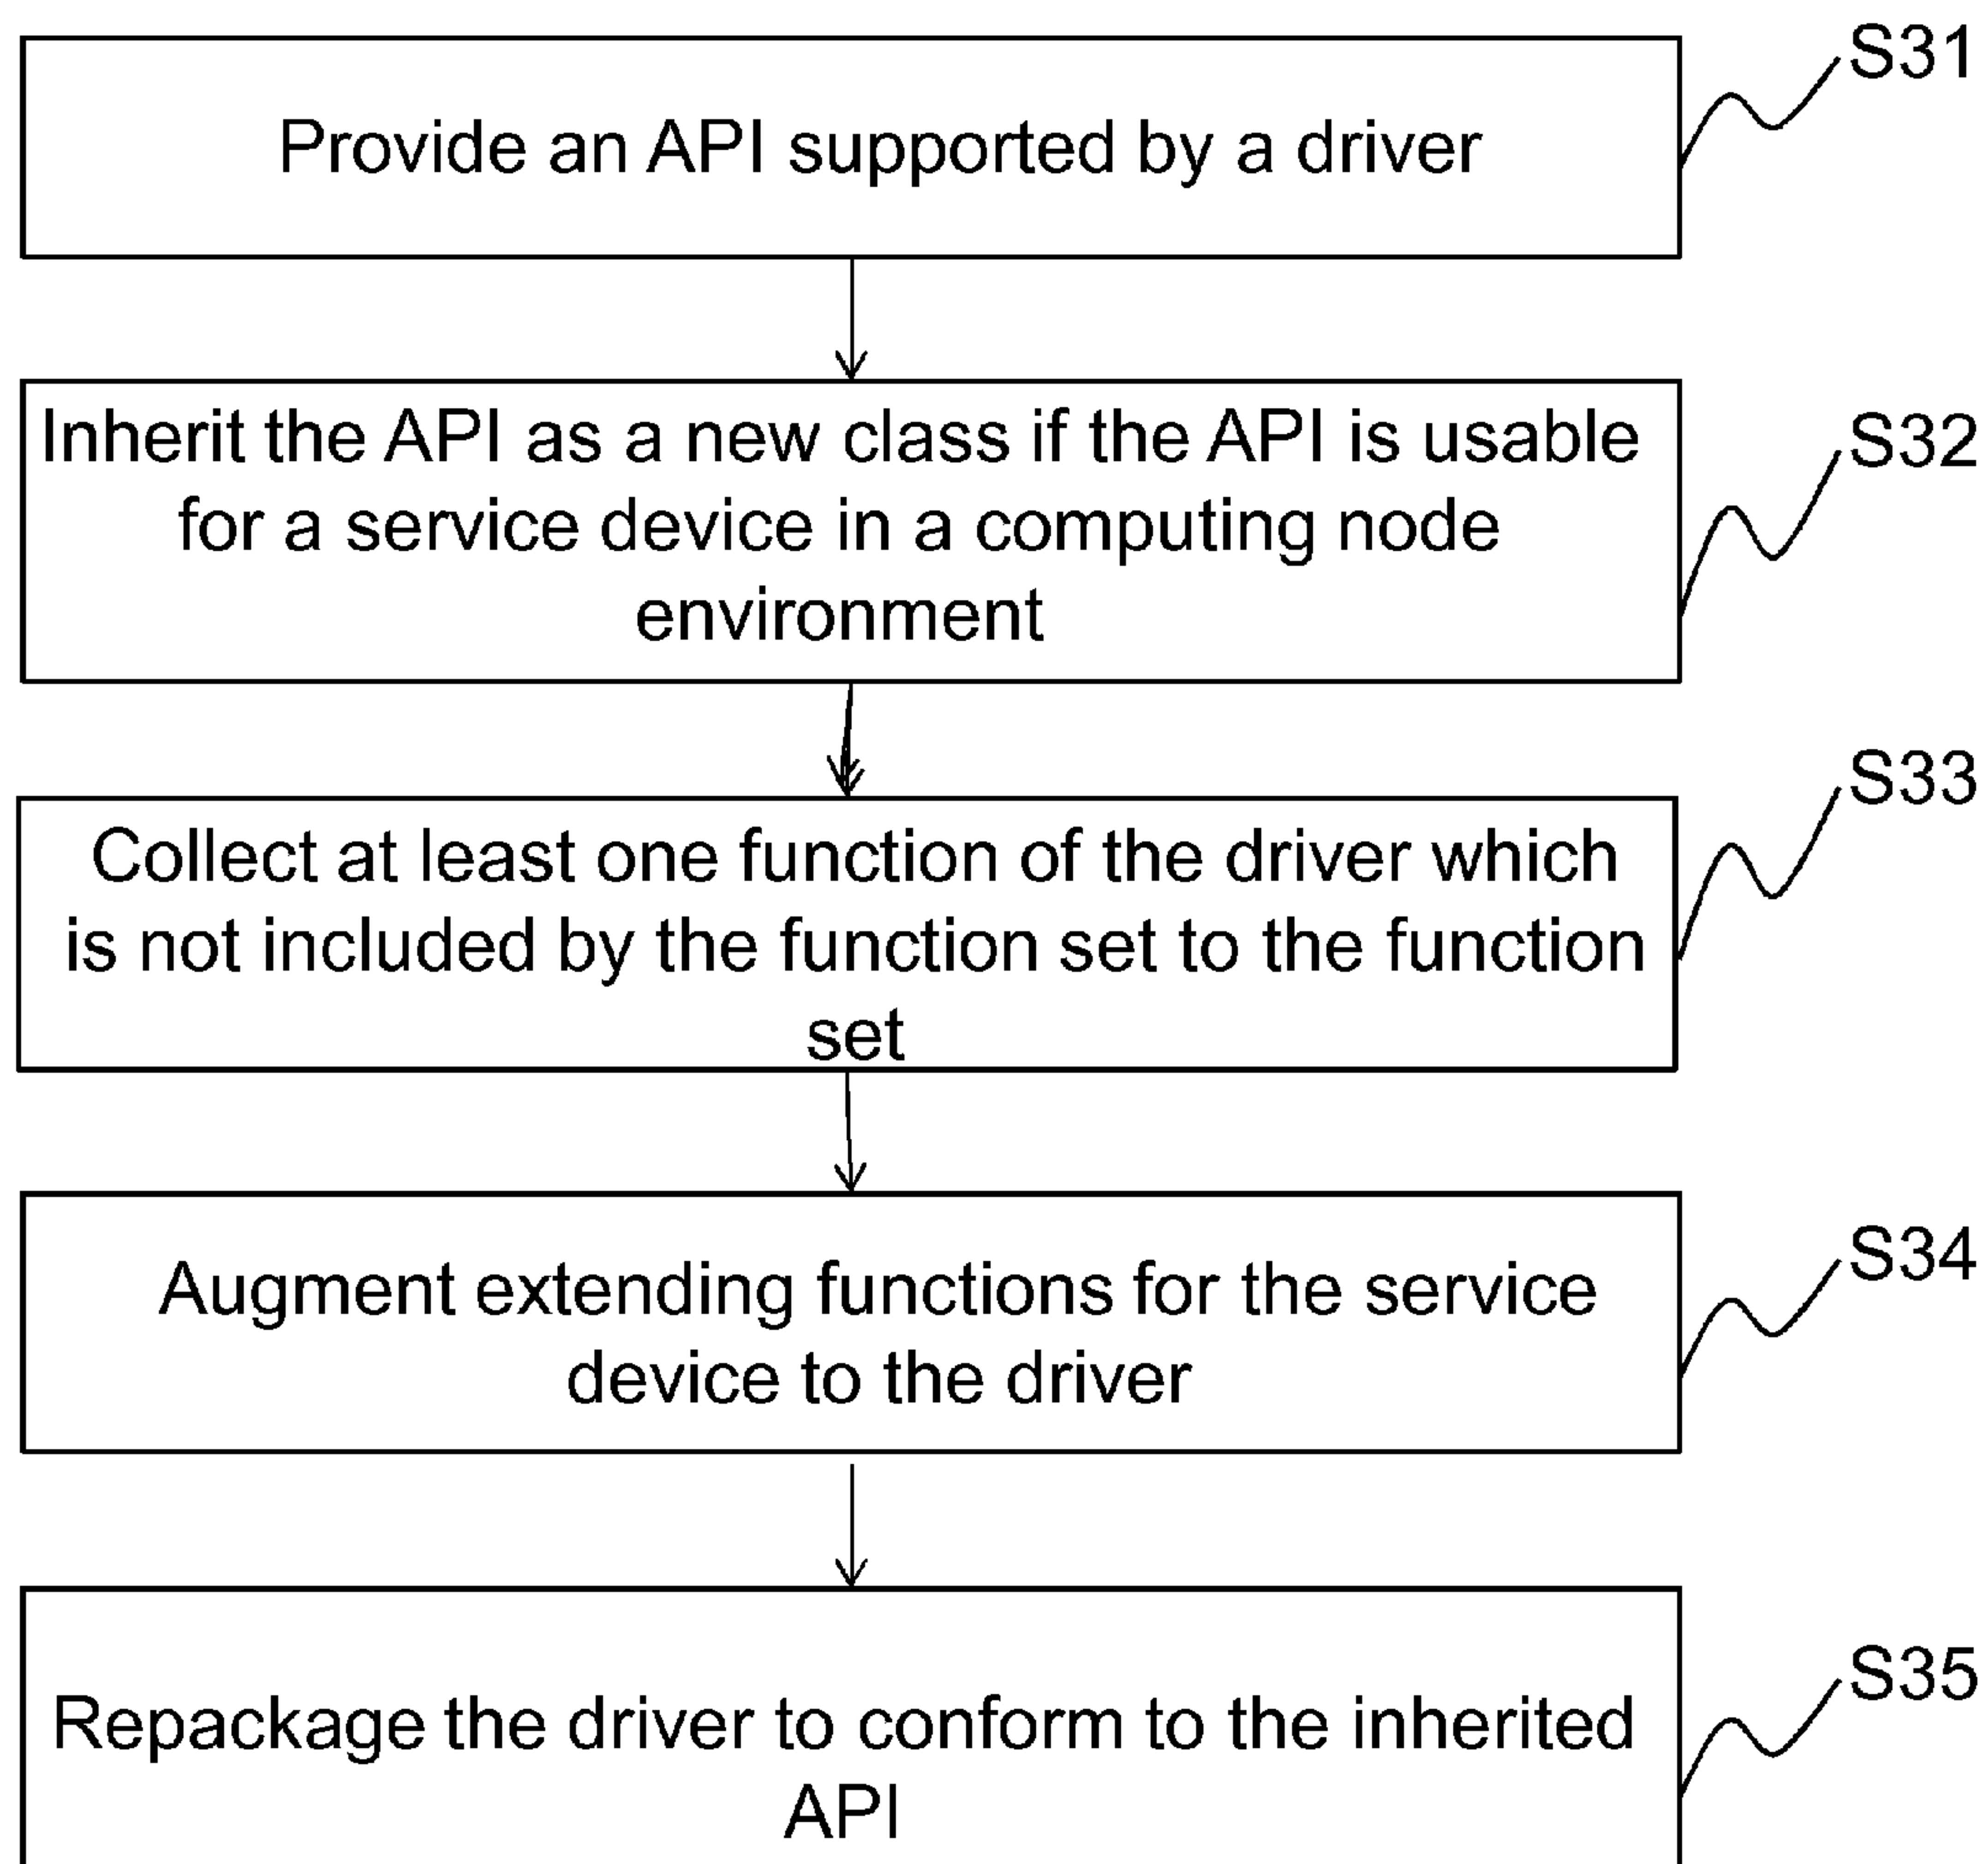 S31
Provide an API supported by a driver
S32
Inherit the API as a new class if the API is usable
for a service device in a computing node
environment
S33
Collect at least one function of the driver which
is not included by the function set to the function
set
S34
Augment extending functions for the service
device to the driver
S35
Repackage the driver to conform to the inherited
API